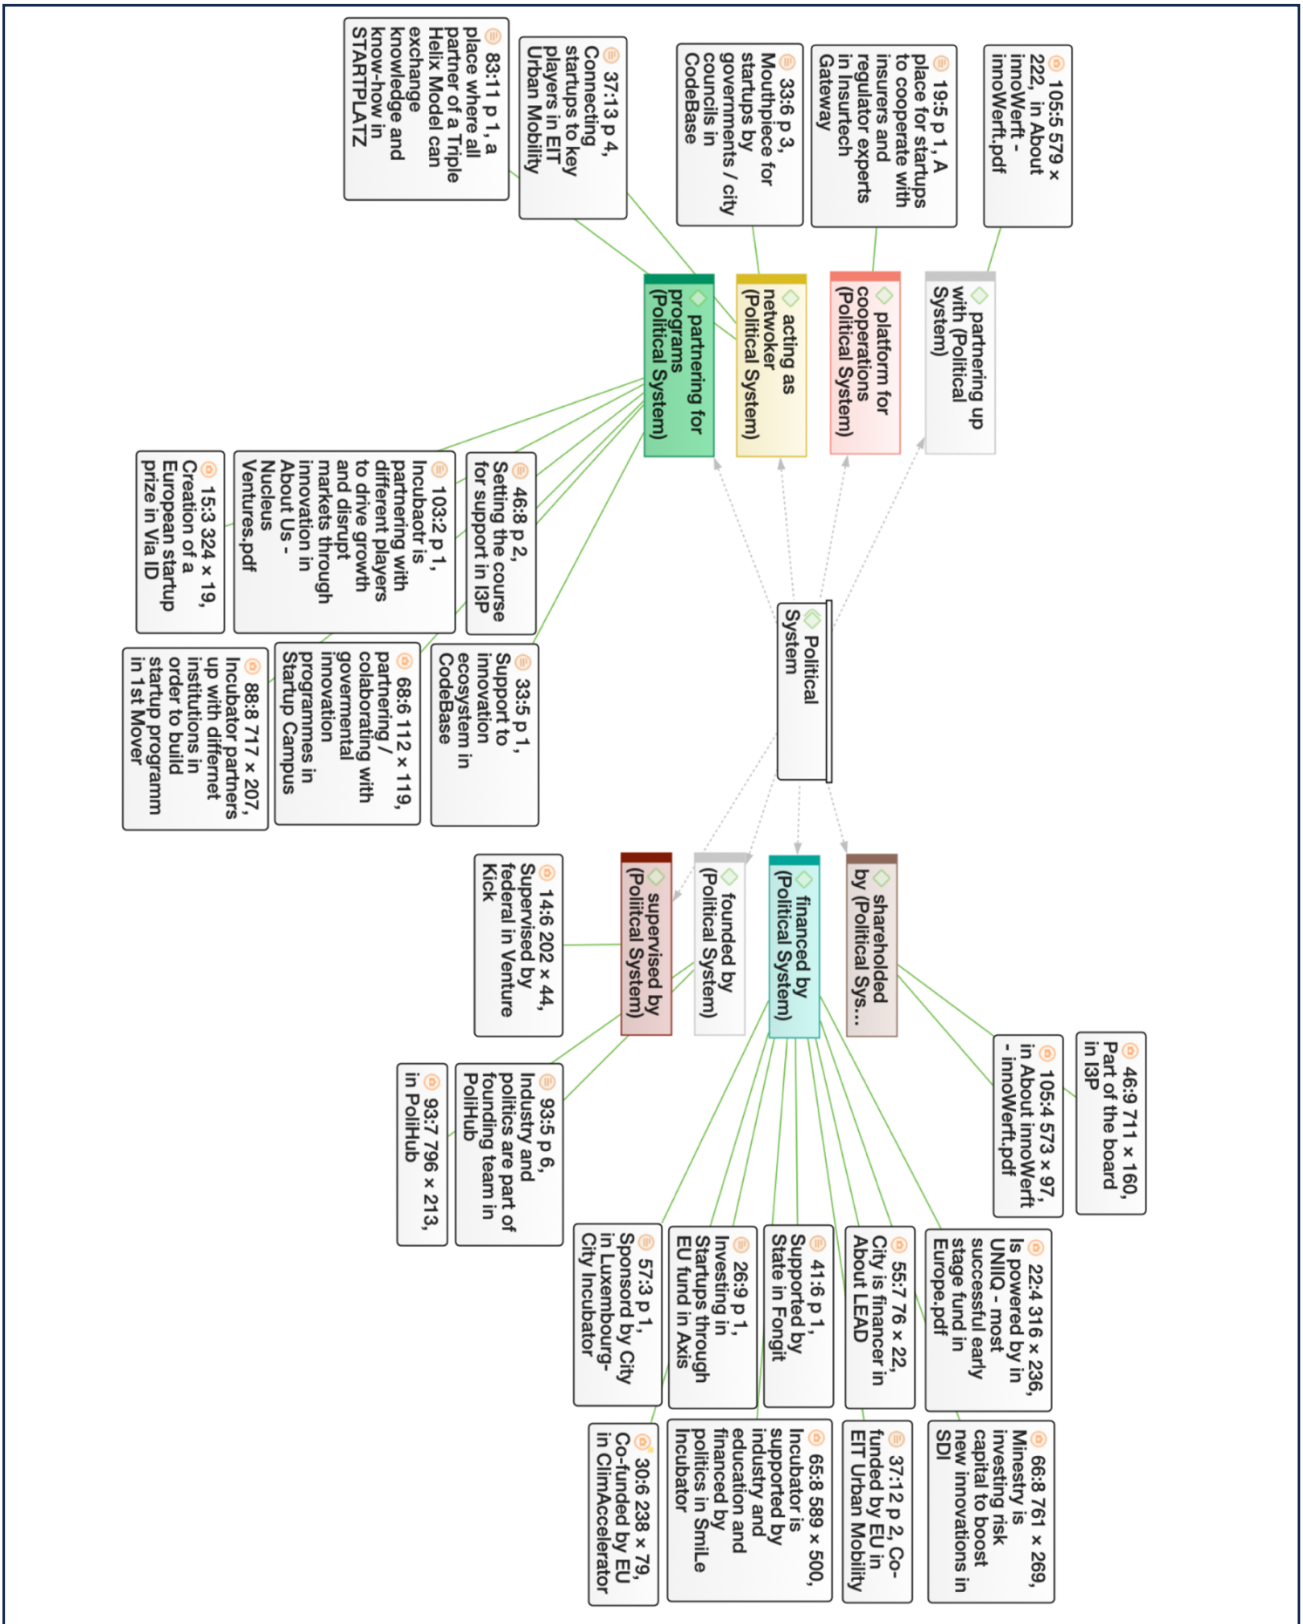 105:5 579 ×
222, in About
innoWerft -
innoWerft.pdf
19:5 p 1, A
place for startups
to cooperate with
insurers and
regulator experts
in Insurtech
Gateway
33:6 p 3,
Mouthpiece for
startups by
governments / city
councils in
CodeBase
37:13 p 4,
Connecting
startups to key
players in EIT
Urban Mobility
83:11 p 1, a
place where all
partner of a Triple
Helix Model can
exchange
knowledge and
know-how in
STARTPLATZ
partnering up
with (Political
System)
platform for
cooperations
(Political System)
acting as
netwoker
(Political System)
partnering for
programs
(Political System)
46:8 p 2,
Setting the course
for support in I3P
103:2 p 1,
Incubaotr is
partnering with
different players
to drive growth
and disrupt
markets through
innovation in
About Us -
Nucleus
Ventures.pdf
15:3 324 × 19,
Creation of a
European startup
prize in Via ID
Political
System
33:5 p 1,
Support to
innovation
ecosystem in
CodeBase
68:6 112 × 119,
partnering /
colaborating with
govermental
innovation
programmes in
Startup Campus
88:8 717 × 207,
Incubator partners
up with differnet
institutions in
order to build
startup programm
in 1st Mover
shareholded
by (Political Sys...
financed by
(Political System)
founded by
(Political System)
supervised by
(Poliitcal System)
14:6 202 × 44,
Supervised by
federal in Venture
Kick
46:9 711 × 160,
Part of the board
in I3P
105:4 573 × 97,
in About innoWerft
- innoWerft.pdf
93:5 p 6,
Industry and
politics are part of
founding team in
PoliHub
93:7 796 × 213,
in PoliHub
22:4 316 × 236,
Is powered by in
UNIIQ - most
successful early
stage fund in
Europe.pdf
55:7 76 × 22,
City is financer in
About LEAD
41:6 p 1,
Supported by
State in Fongit
26:9 p 1,
Investing in
Startups through
EU fund in Axis
57:3 p 1,
Sponsord by City
in Luxembourg-
City Incubator
66:8 761 × 269,
Minestry is
investing risk
capital to boost
new innovations in
SDI
37:12 p 2, Co-
funded by EU in
EIT Urban Mobility
65:8 589 × 500,
Incubator is
supported by
industry and
education and
financed by
politics in SmiLe
Incubator
30:6 238 × 79,
Co-funded by EU
in ClimAccelerator